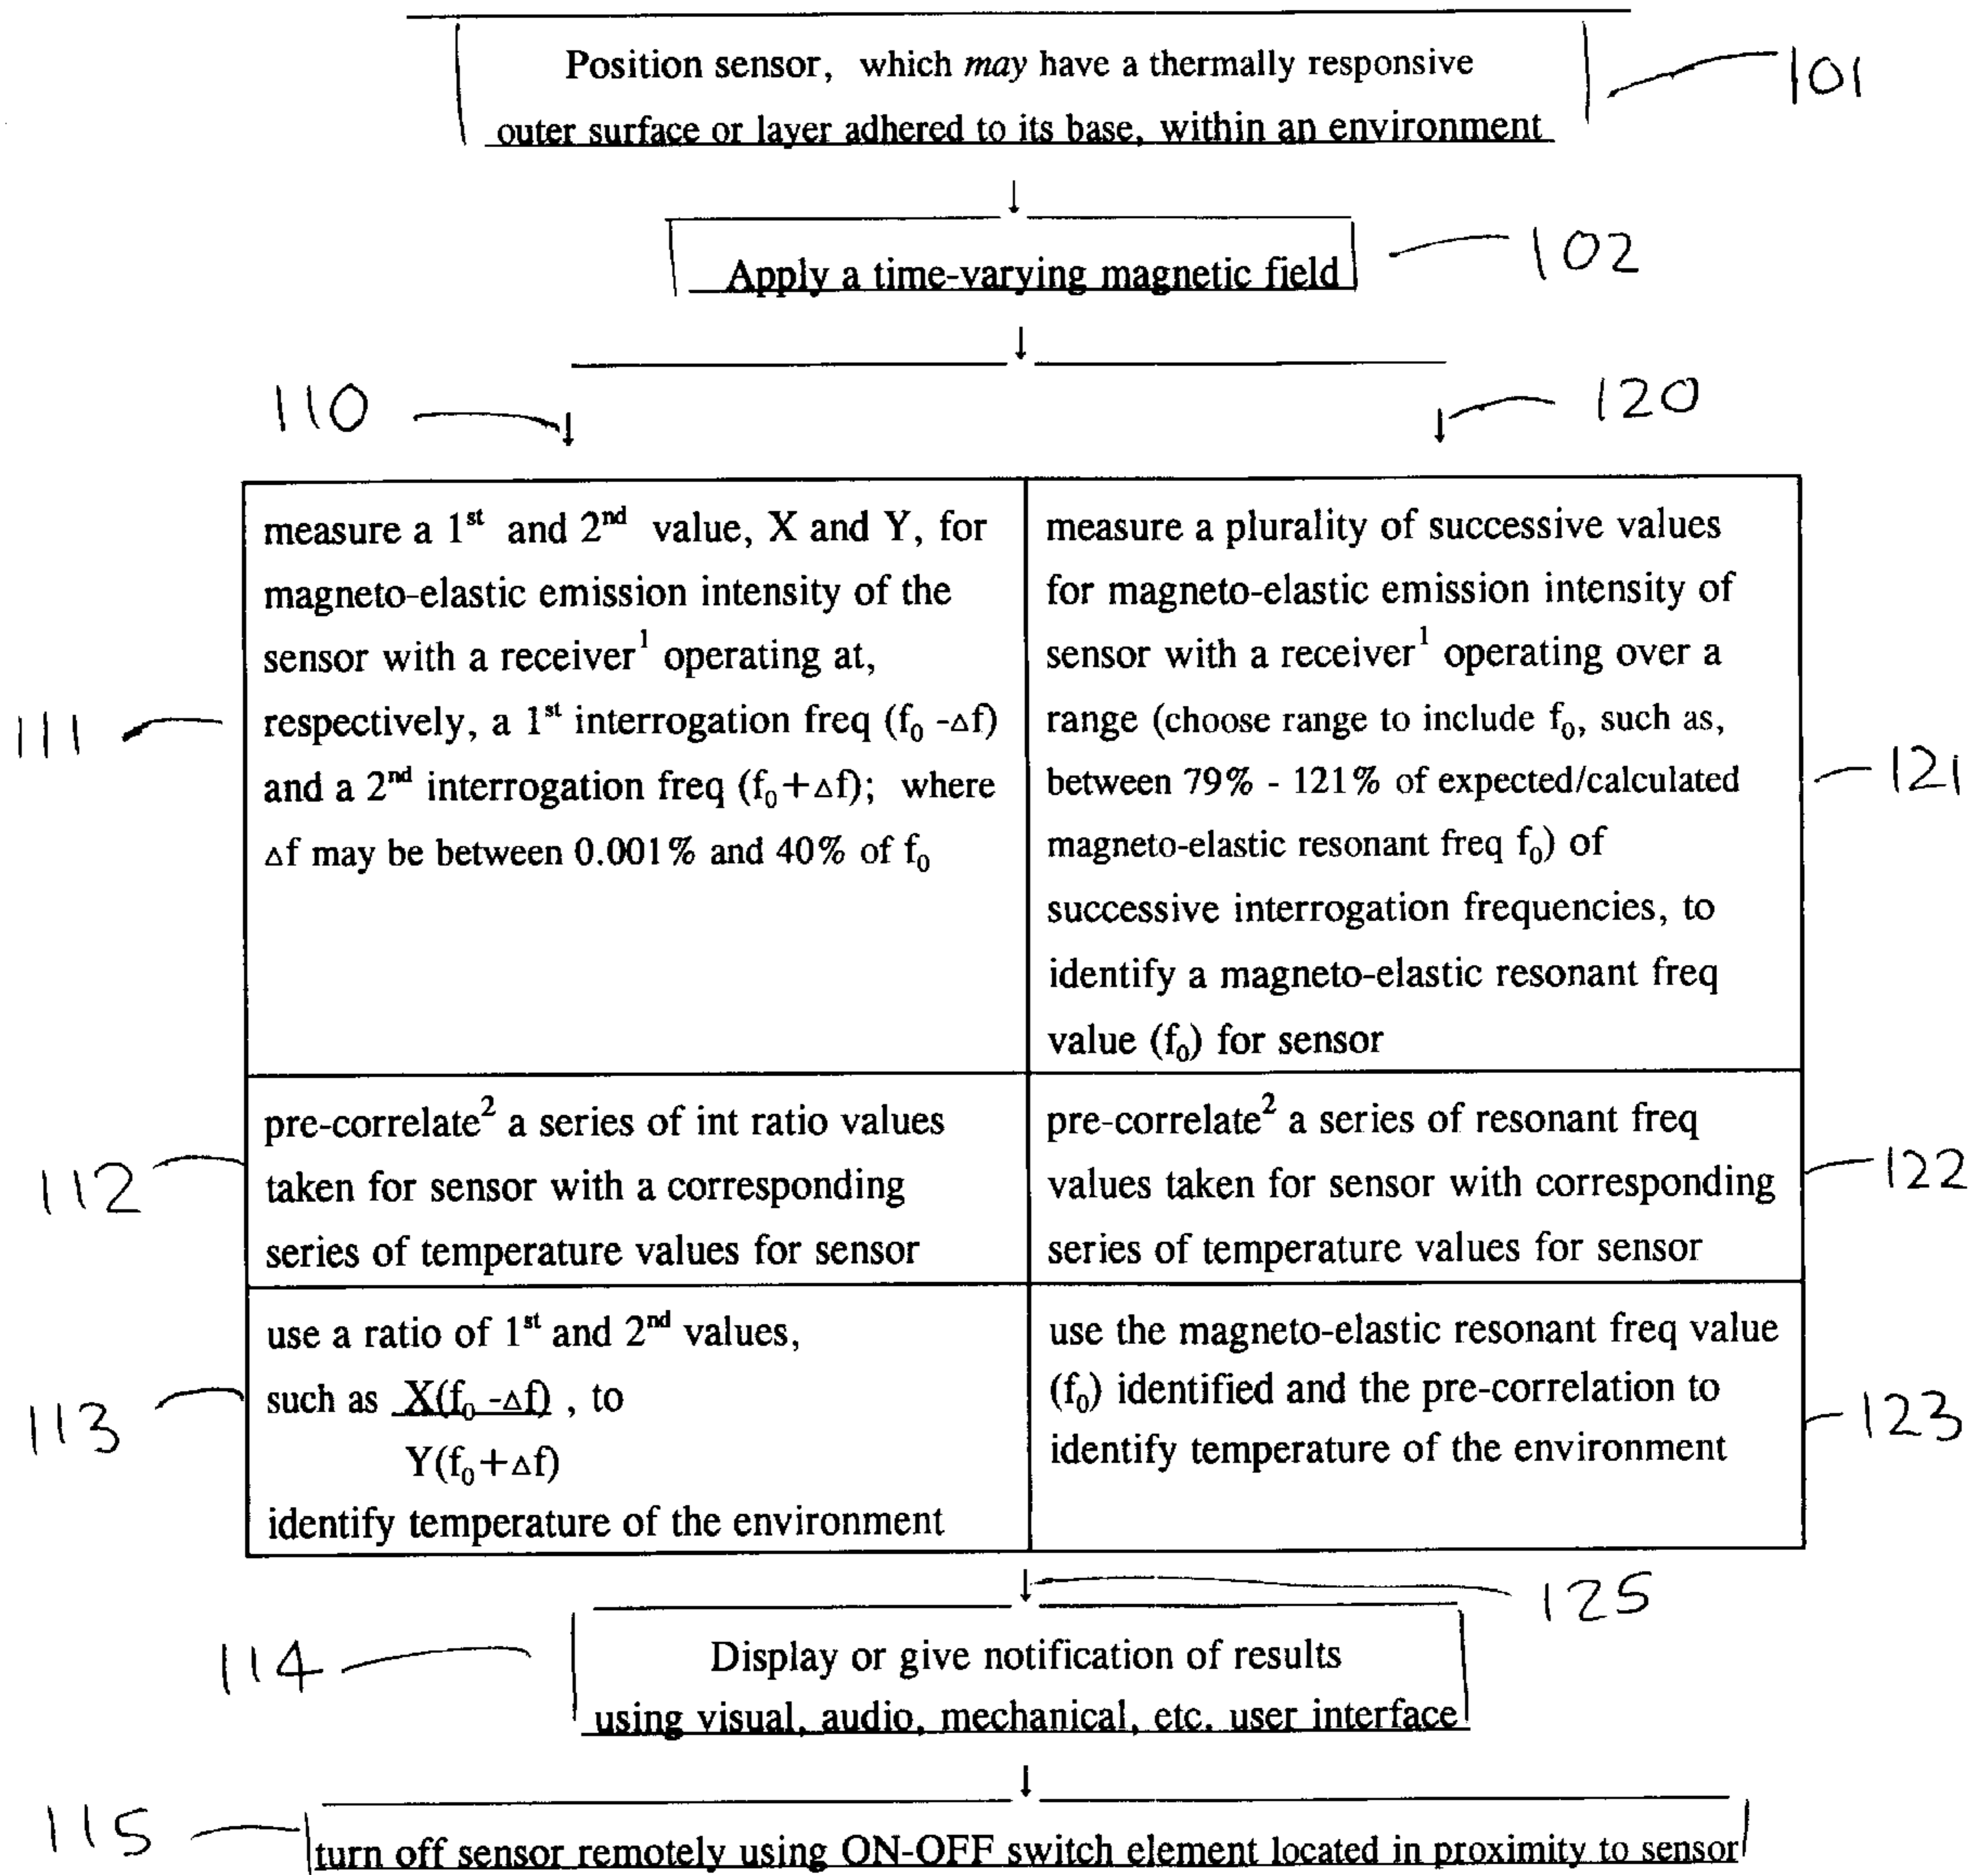 Position sensor, which may have a thermally responsive
outer surface or layer adhered to its base, within an environment
101
↓
Apply a time-varying magnetic field
102
↓
110
120
↓ ↓
measure a 1st and 2nd value, X and Y, for
magneto-elastic emission intensity of the
sensor with a receiver¹ operating at,
respectively, a 1st interrogation freq (f₀ -Δf)
and a 2nd interrogation freq (f₀+Δf); where
Δf may be between 0.001% and 40% of f₀
111
measure a plurality of successive values
for magneto-elastic emission intensity of
sensor with a receiver¹ operating over a
range (choose range to include f₀, such as,
between 79% - 121% of expected/calculated
magneto-elastic resonant freq f₀) of
successive interrogation frequencies, to
identify a magneto-elastic resonant freq
value (f₀) for sensor
121
pre-correlate² a series of int ratio values
taken for sensor with a corresponding
series of temperature values for sensor
112
pre-correlate² a series of resonant freq
values taken for sensor with corresponding
series of temperature values for sensor
122
use a ratio of 1st and 2nd values,
such as X(f₀ -Δf) , to
Y(f₀+Δf)
identify temperature of the environment
113
use the magneto-elastic resonant freq value
(f₀) identified and the pre-correlation to
identify temperature of the environment
123
↓
125
Display or give notification of results
using visual, audio, mechanical, etc. user interface
114
↓
turn off sensor remotely using ON-OFF switch element located in proximity to sensor
115